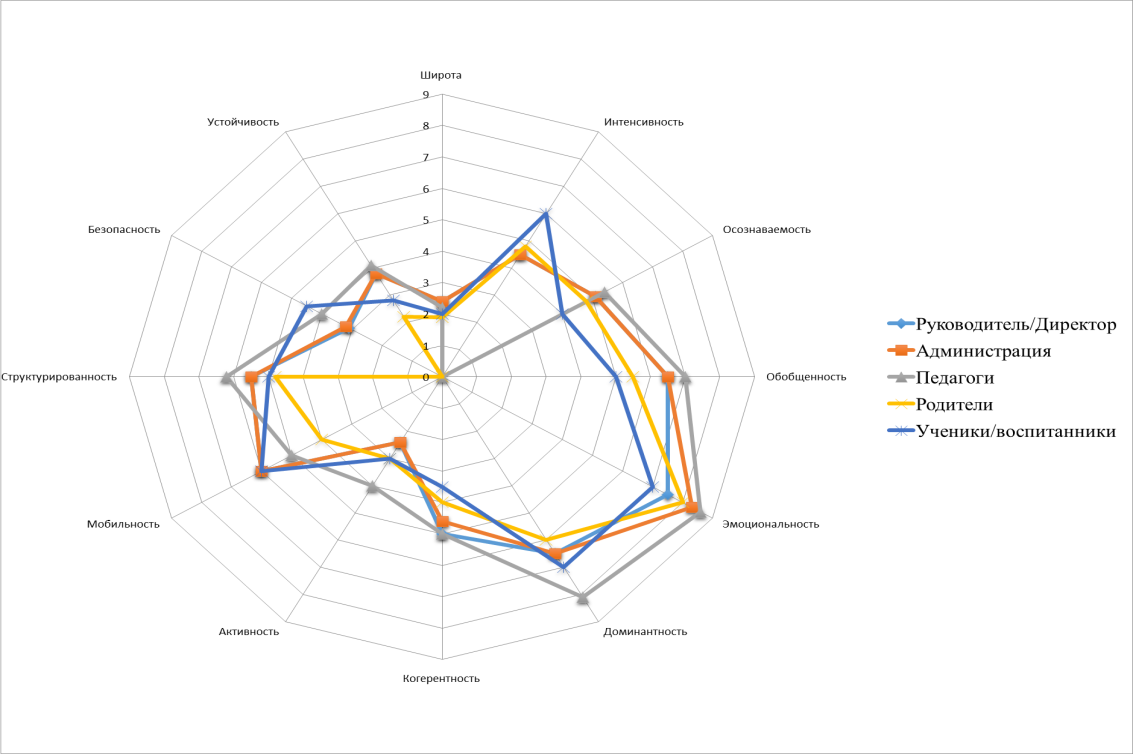 Широта
Устойчивость
Интенсивность
Безопасность
Осознаваемость
9
8
7
6
5
4
3
2
1
0
Структурированность
Обобщенность
Мобильность
Эмоциональность
Активность
Доминантность
Когерентность
Руководитель/Директор
Администрация
Педагоги
Родители
Ученики/воспитанники